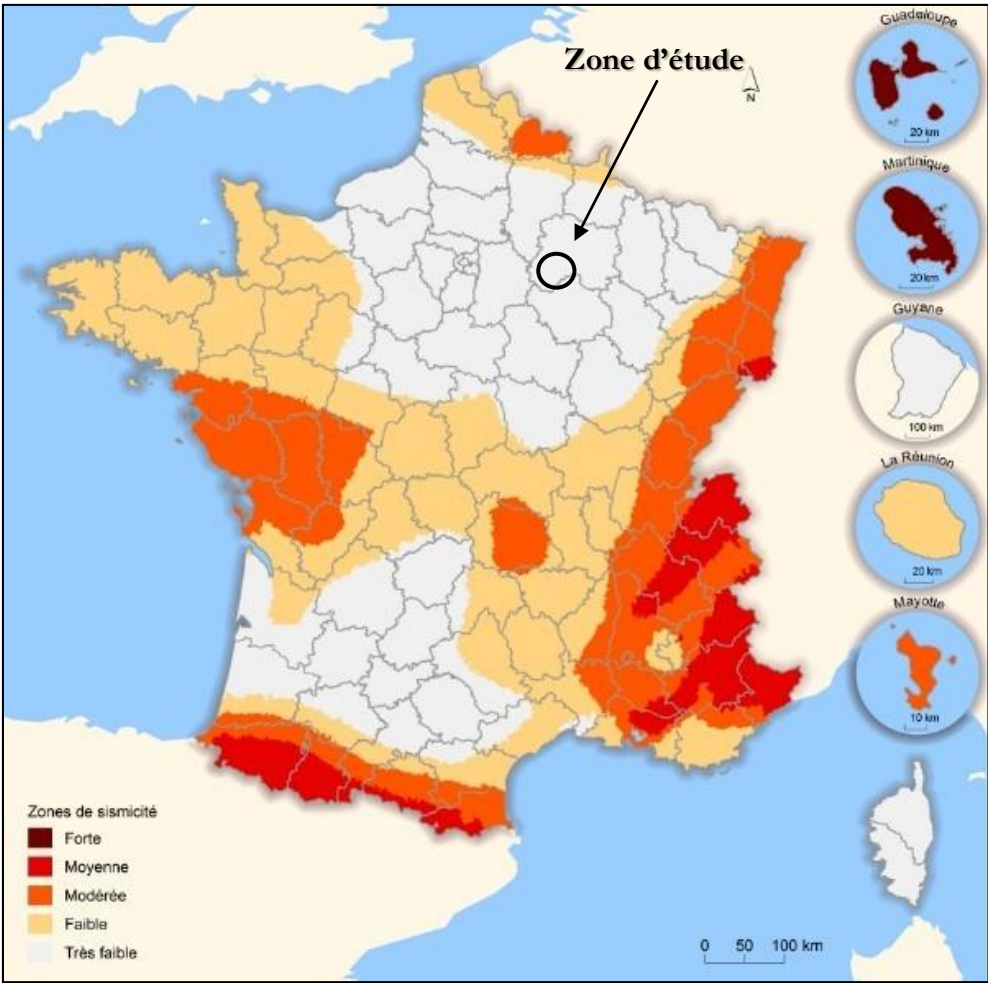 Zone d'étude
N
Guadeloupe
20 km
Martinique
20 km
Guyane
100 km
La Réunion
20 km
Mayotte
10 km
Zones de sismicité
Forte
Moyenne
Modérée
Faible
Très faible
0 50 100 km